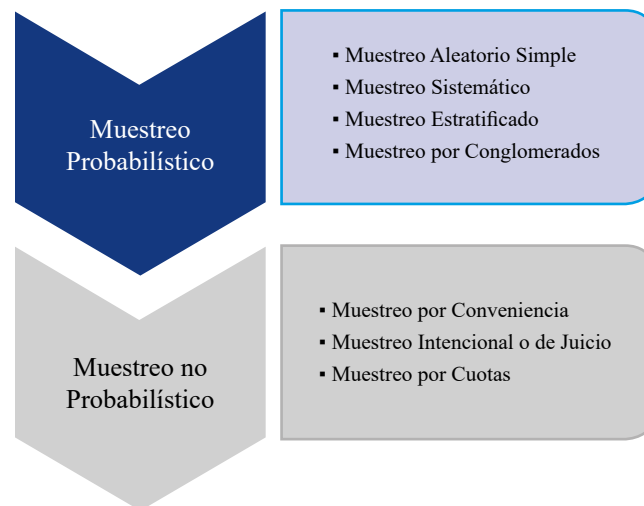 Muestreo
Probabilístico
▪ Muestreo Aleatorio Simple
▪ Muestreo Sistemático
▪ Muestreo Estratificado
▪ Muestreo por Conglomerados
Muestreo no
Probabilístico
▪ Muestreo por Conveniencia
▪ Muestreo Intencional o de Juicio
▪ Muestreo por Cuotas